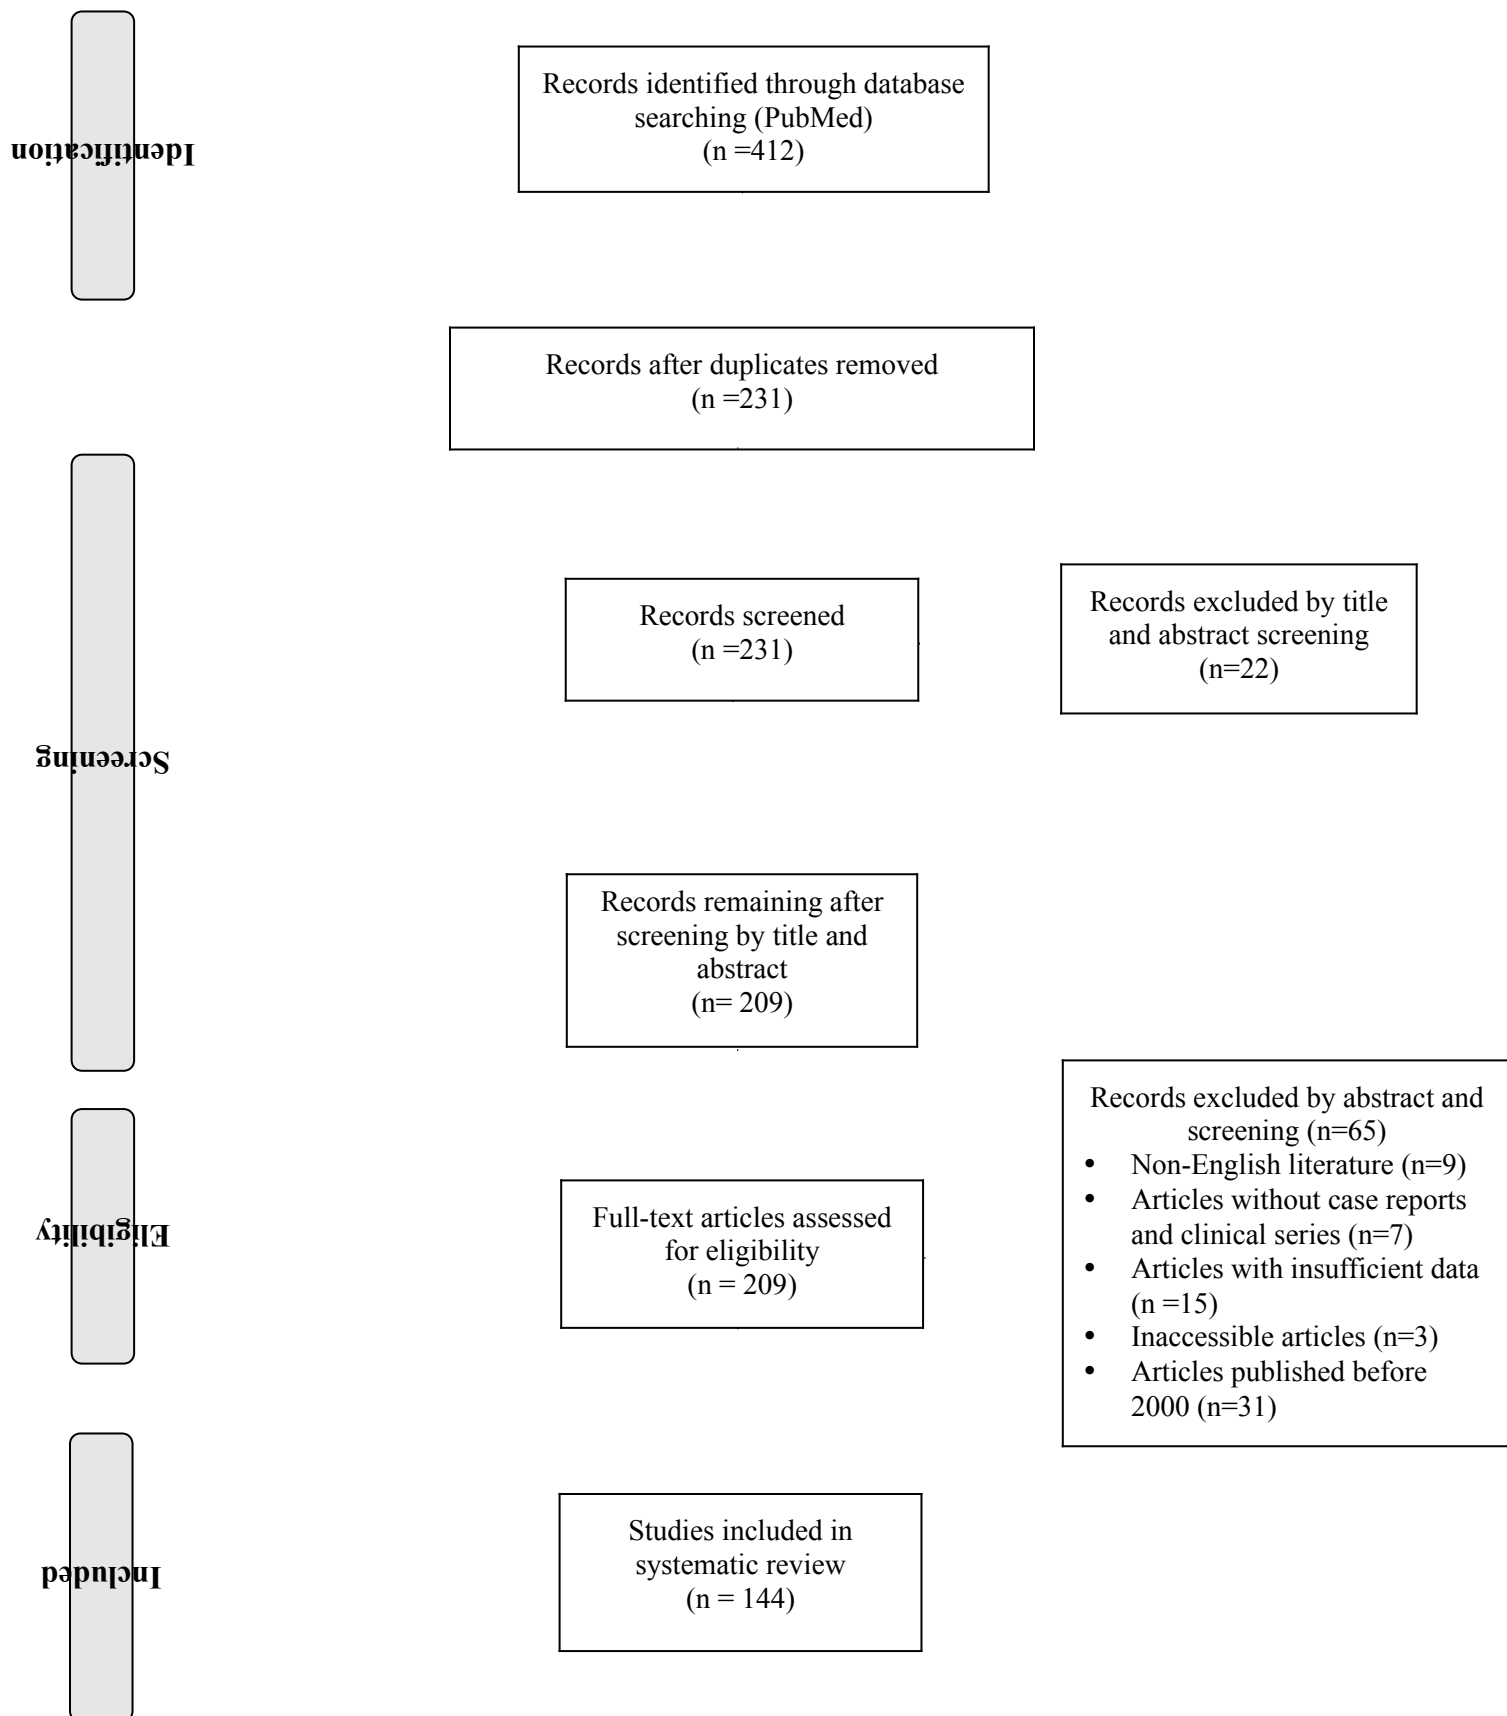 Identification
Records identified through database
searching (PubMed)
(n =412)
Records after duplicates removed
(n =231)
Screening
Records screened
(n =231)
Records excluded by title
and abstract screening
(n=22)
Records remaining after
screening by title and
abstract
(n= 209)
Eligibility
Full-text articles assessed
for eligibility
(n = 209)
Records excluded by abstract and
screening (n=65)
• Non-English literature (n=9)
• Articles without case reports
and clinical series (n=7)
• Articles with insufficient data
(n =15)
• Inaccessible articles (n=3)
• Articles published before
2000 (n=31)
Included
Studies included in
systematic review
(n = 144)